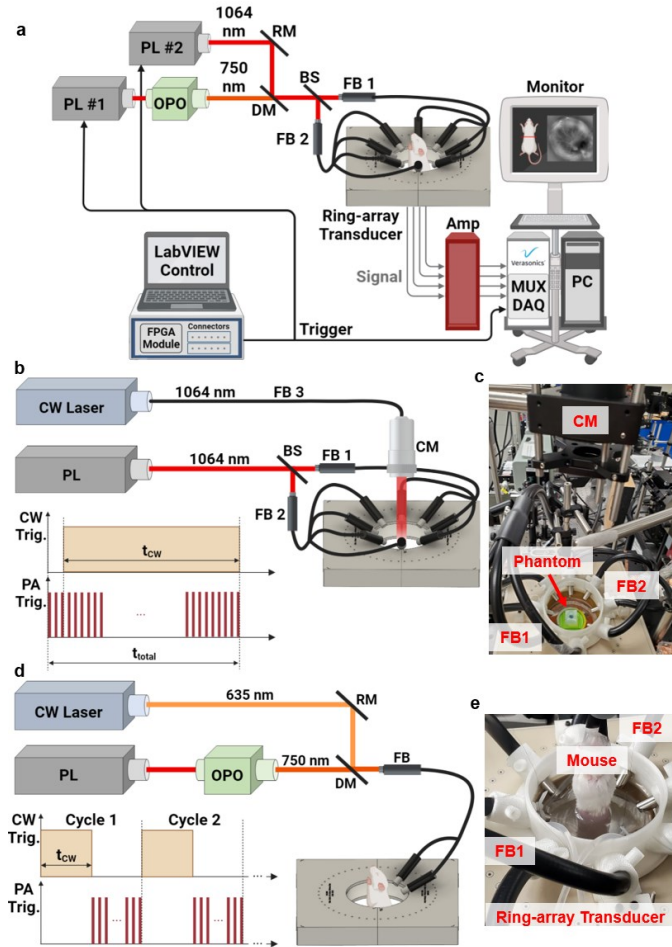 a
1064
nm
RM
PL #2
750
nm
BS
FB 1
PL #1
OPO
DM
FB 2
Monitor
Ring-array
Transducer
Amp
Signal
LabVIEW
Control
FPGA
Module
Connectors
Trigger
Verasonics
MUX
DAQ
PC
b
1064 nm
FB 3
CW Laser
1064 nm
BS
FB 1
CM
PL
FB 2
CW
Trig.
tCW
PA
Trig.
...
ttotal
c
CM
Phantom
FB2
FB1
d
635 nm
CW Laser
RM
750 nm
FB
PL
OPO
DM
CW
Trig.
Cycle 1
Cycle 2
tCW
...
PA
Trig.
...
...
...
e
FB2
Mouse
FB1
Ring-array Transducer